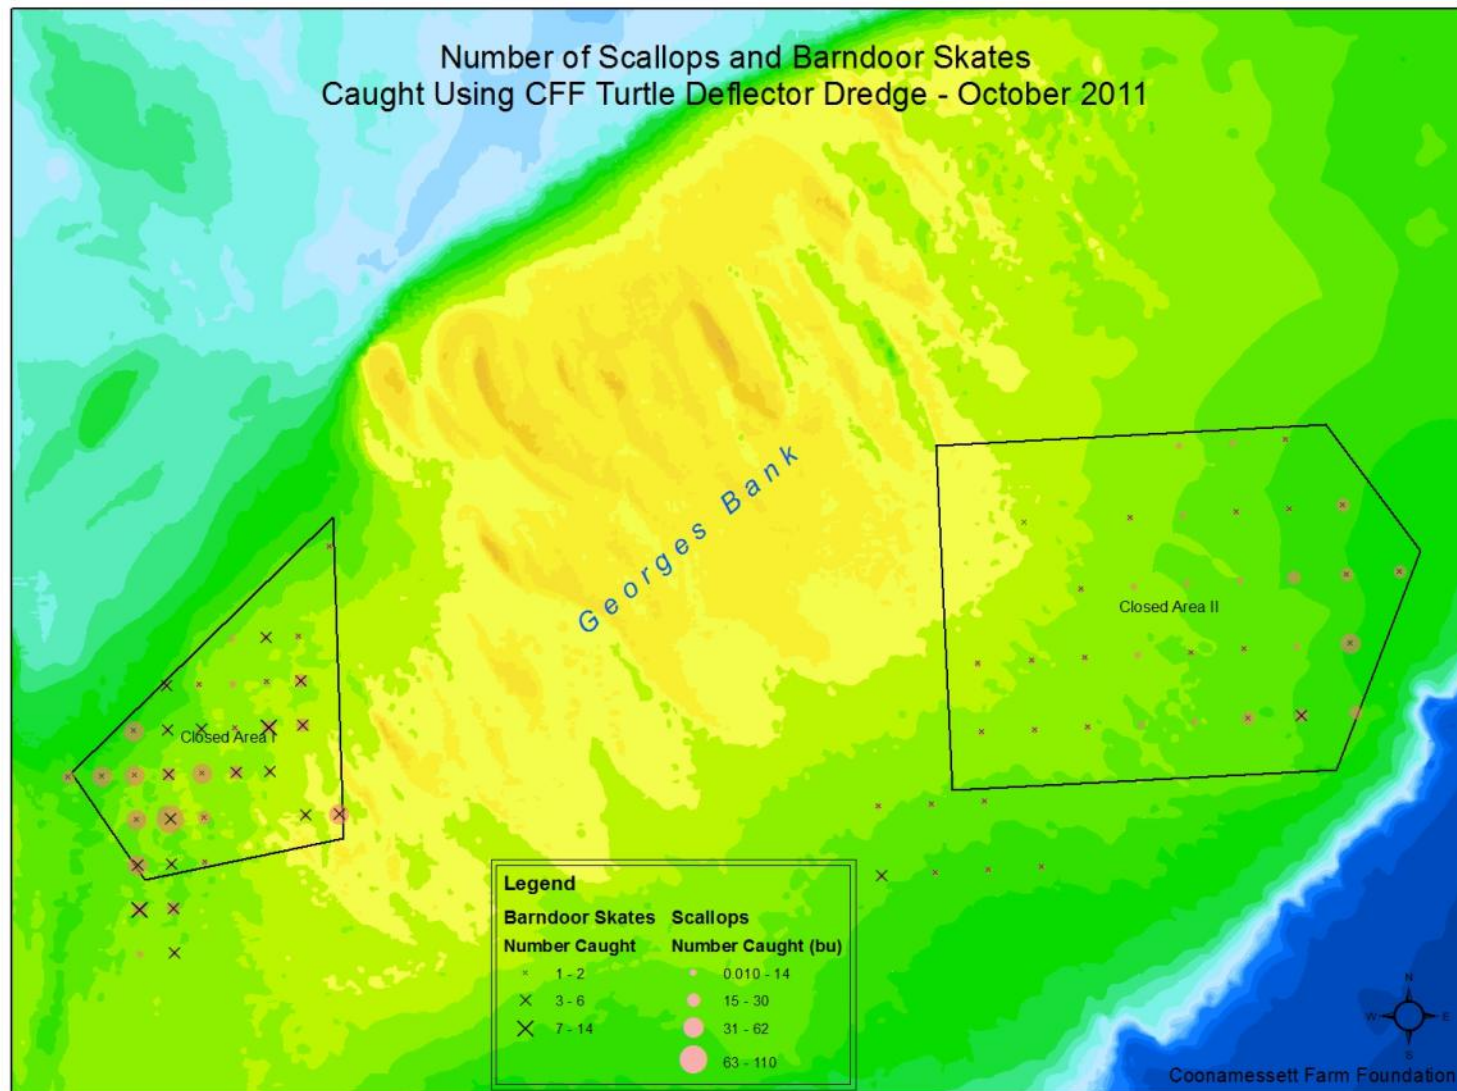 Number of Scallops and Barndoor Skates
Caught Using CFF Turtle Deflector Dredge - October 2011
Georges Bank
Closed Area II
Closed Area I
Legend
Barndoor Skates Scallops
Number Caught Number Caught (bu)
1 - 2 0.010 - 14
3 - 6 15 - 30
7 - 14 31 - 62
63 - 110
N
W E
S
Coonamessett Farm Foundation